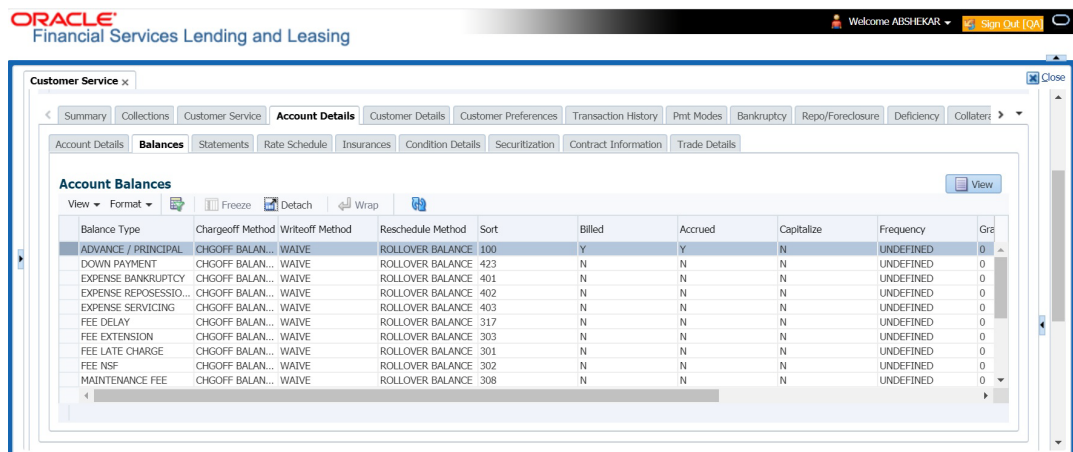 ORACLE
Financial Services Lending and Leasing
Welcome ABSHEKAR
Sign Out [QA]
Customer Service x
Close
Summary Collections Customer Service Account Details Customer Details Customer Preferences Transaction History Pmt Modes Bankruptcy Repo/Foreclosure Deficiency Collatera
Account Details Balances Statements Rate Schedule Insurances Condition Details Securitization Contract Information Trade Details
Account Balances
View
View Format Freeze Detach Wrap
Balance Type Chargeoff Method Writeoff Method Reschedule Method Sort Billed Accrued Capitalize Frequency Gra
ADVANCE / PRINCIPAL CHGOFF BALAN... WAIVE ROLLOVER BALANCE 100 Y Y N UNDEFINED 0
DOWN PAYMENT CHGOFF BALAN... WAIVE ROLLOVER BALANCE 423 N N N UNDEFINED 0
EXPENSE BANKRUPTCY CHGOFF BALAN... WAIVE ROLLOVER BALANCE 401 N N N UNDEFINED 0
EXPENSE REPOSESSIO... CHGOFF BALAN... WAIVE ROLLOVER BALANCE 402 N N N UNDEFINED 0
EXPENSE SERVICING CHGOFF BALAN... WAIVE ROLLOVER BALANCE 403 N N N UNDEFINED 0
FEE DELAY CHGOFF BALAN... WAIVE ROLLOVER BALANCE 317 N N N UNDEFINED 0
FEE EXTENSION CHGOFF BALAN... WAIVE ROLLOVER BALANCE 303 N N N UNDEFINED 0
FEE LATE CHARGE CHGOFF BALAN... WAIVE ROLLOVER BALANCE 301 N N N UNDEFINED 0
FEE NSF CHGOFF BALAN... WAIVE ROLLOVER BALANCE 302 N N N UNDEFINED 0
MAINTENANCE FEE CHGOFF BALAN... WAIVE ROLLOVER BALANCE 308 N N N UNDEFINED 0